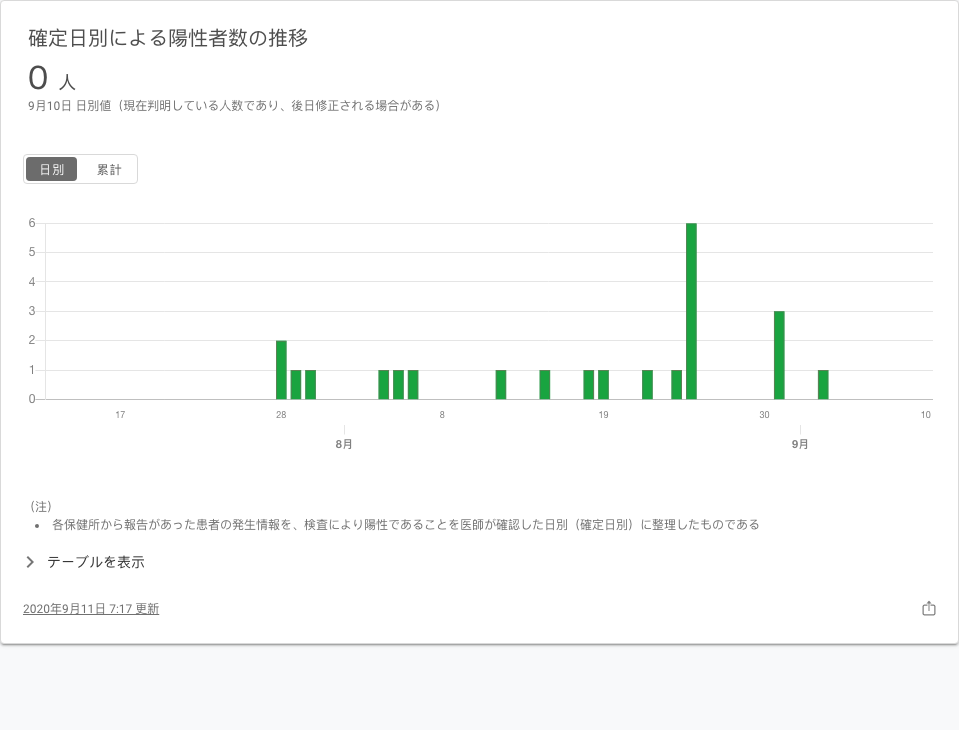 確定日別による陽性者数の推移
0 人
9月10日 日別値（現在判明している人数であり、後日修正される場合がある）
日別 累計
6
5
4
3
2
1
0
17 28 8 19 30 10
8月 9月
（注）
• 各保健所から報告があった患者の発生情報を、検査により陽性であることを医師が確認した日別（確定日別）に整理したものである
テーブルを表示
2020年9月11日 7:17 更新